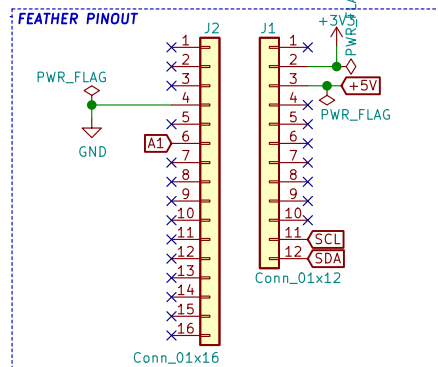 FEATHER PINOUT
J2
J1
+3V3
PWR_FLA
PWR_FLAG
1
2
3
4
5
6
7
8
9
10
11
12
13
14
15
16
A1
GND
Conn_01x16
1
2
3
4
5
6
7
8
9
10
11
12
+5V
PWR_FLAG
SCL
SDA
Conn_01x12